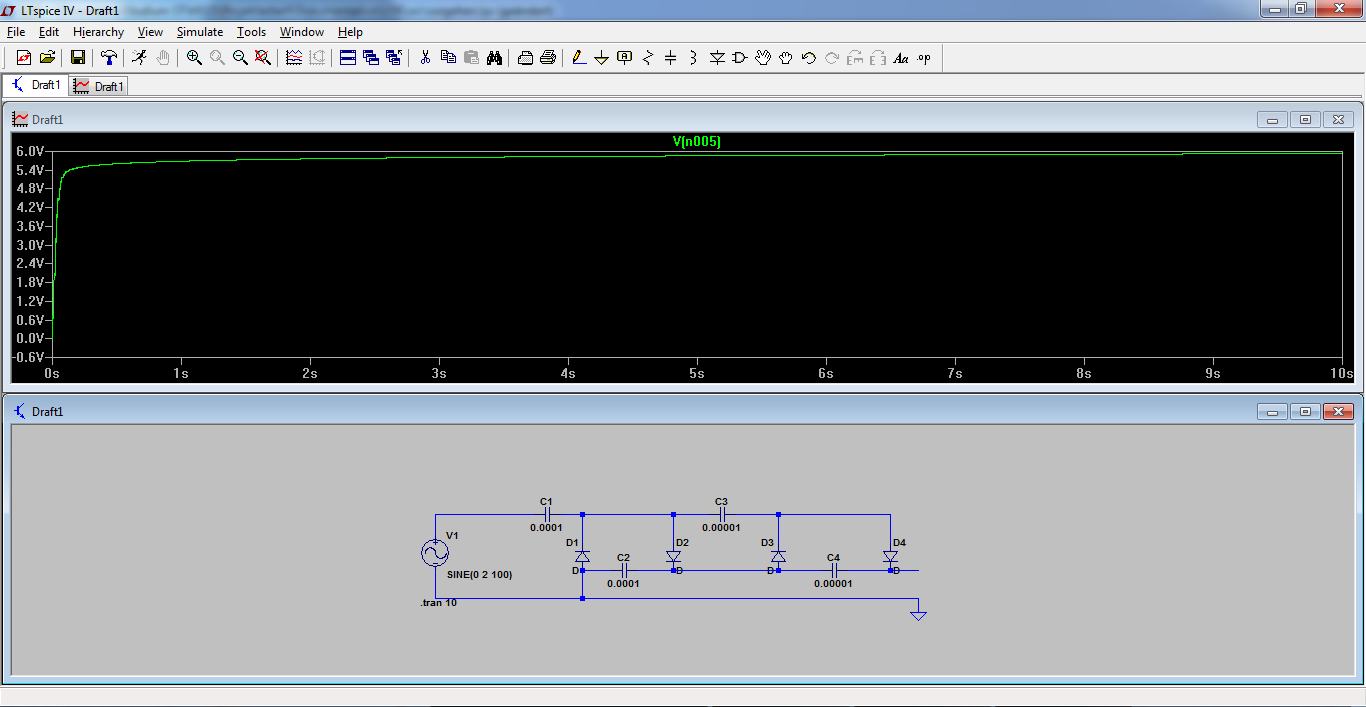 LTspice IV - Draft1
File Edit Hierarchy View Simulate Tools Window Help
A Aa .op
Draft1 Draft1
Draft1
V(n005)
6.0V
5.4V
4.8V
4.2V
3.6V
3.0V
2.4V
1.8V
1.2V
0.6V
0.0V
-0.6V
0s 1s 2s 3s 4s 5s 6s 7s 8s 9s 10s
Draft1
C1 C3
0.0001 0.00001
V1 D1 D2 D3 D4
C2 C4
SINE(0 2 100) D D D D
0.0001 0.00001
.tran 10